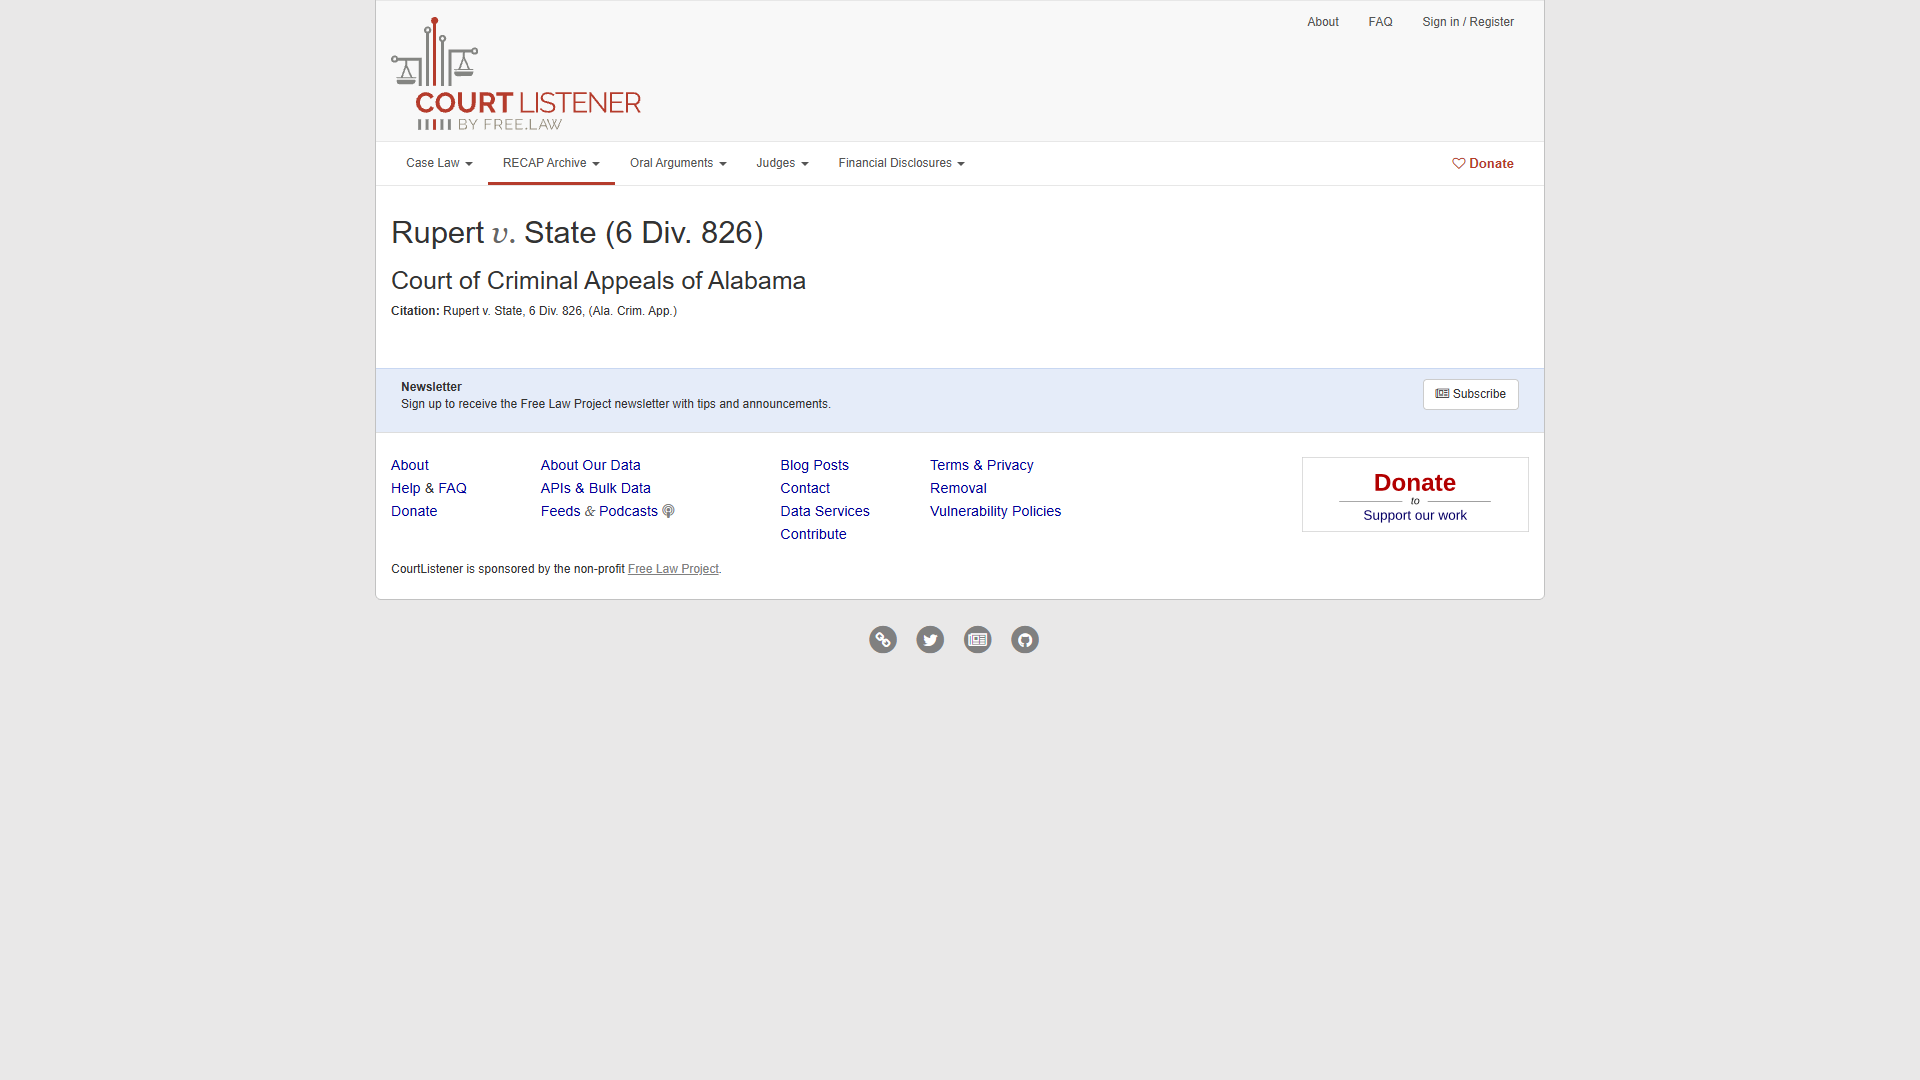 About FAQ Sign in / Register
COURT LISTENER
BY FREE.LAW
Case Law RECAP Archive Oral Arguments Judges Financial Disclosures Donate
Rupert v. State (6 Div. 826)
Court of Criminal Appeals of Alabama
Citation: Rupert v. State, 6 Div. 826, (Ala. Crim. App.)
Newsletter
Sign up to receive the Free Law Project newsletter with tips and announcements.
Subscribe
About
Help & FAQ
Donate
About Our Data
APIs & Bulk Data
Feeds & Podcasts
Blog Posts
Contact
Data Services
Contribute
Terms & Privacy
Removal
Vulnerability Policies
Donate
to
Support our work
CourtListener is sponsored by the non-profit Free Law Project.